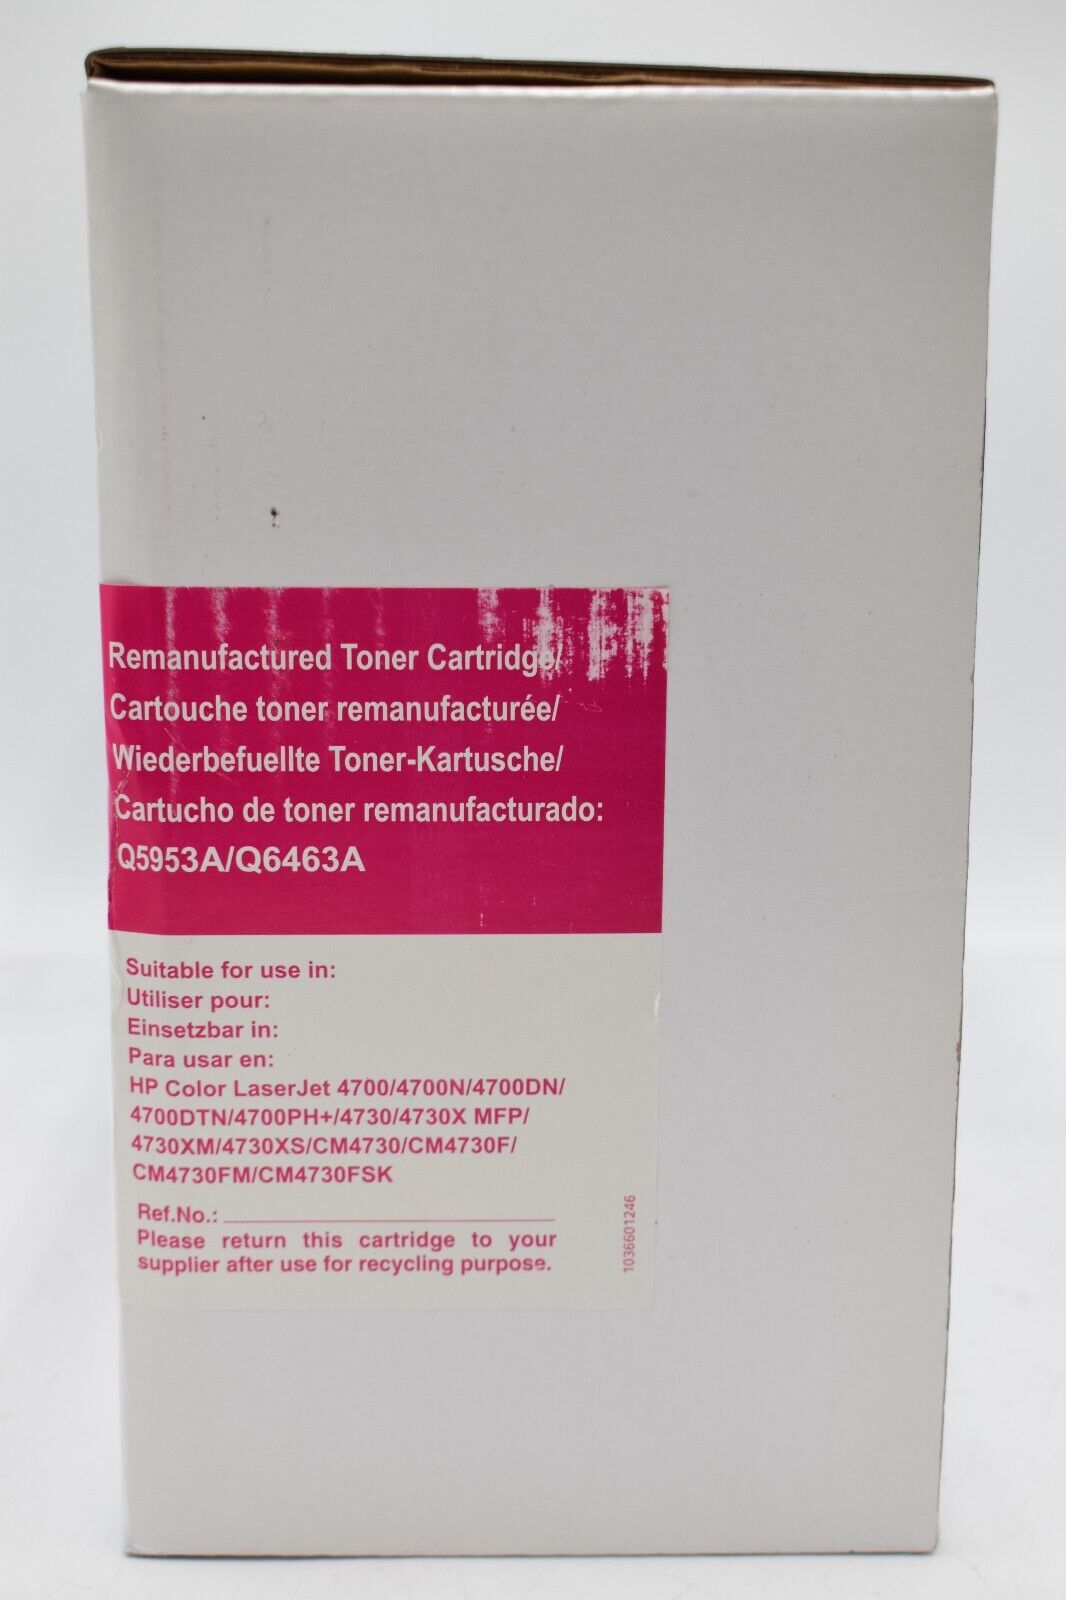 Remanufactured Toner Cartridge/
Cartouche toner remanufacturée/
Wiederbefuellte Toner-Kartusche/
Cartucho de toner remanufacturado:
Q5953A/Q6463A
Suitable for use in:
Utiliser pour:
Einsetzbar in:
Para usar en:
HP Color LaserJet 4700/4700N/4700DN/
4700DTN/4700PH+/4730/4730X MFP/
4730XM/4730XS/CM4730/CM4730F/
CM4730FM/CM4730FSK
Ref.No.:
Please return this cartridge to your
supplier after use for recycling purpose.
1036601246